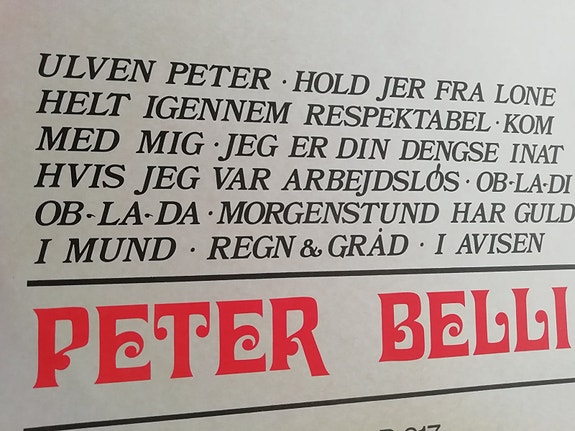 ULVEN PETER · HOLD JER FRA LONE
HELT IGENNEM RESPEKTABEL · KOM
MED MIG · JEG ER DIN DENGSE INAT
HVIS JEG VAR ARBEJDSLØS · OB-LA-DI
OB-LA-DA · MORGENSTUND HAR GULD
I MUND · REGN & GRÅD · I AVISEN
PETER BELLI